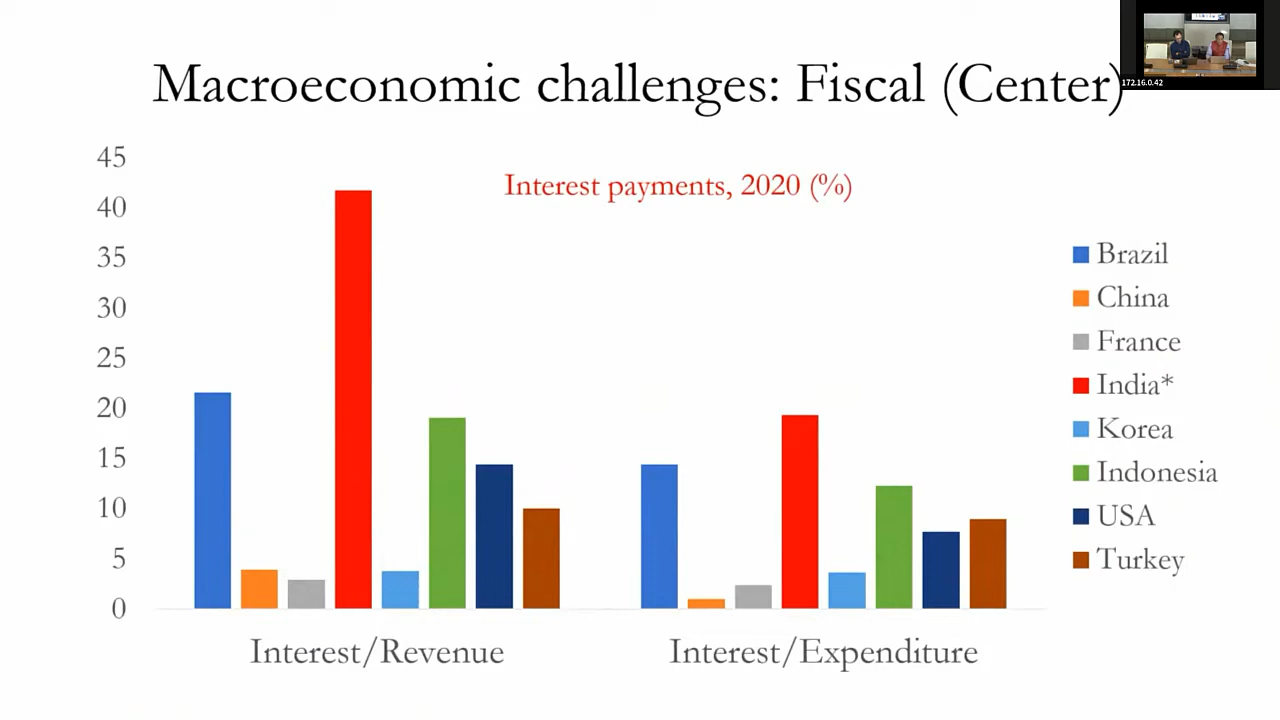 Macroeconomic challenges: Fiscal (Center)
172.16.0.42
Interest payments, 2020 (%)
45
40
35
30
25
20
15
10
5
0
Brazil
China
France
India*
Korea
Indonesia
USA
Turkey
Interest/Revenue
Interest/Expenditure